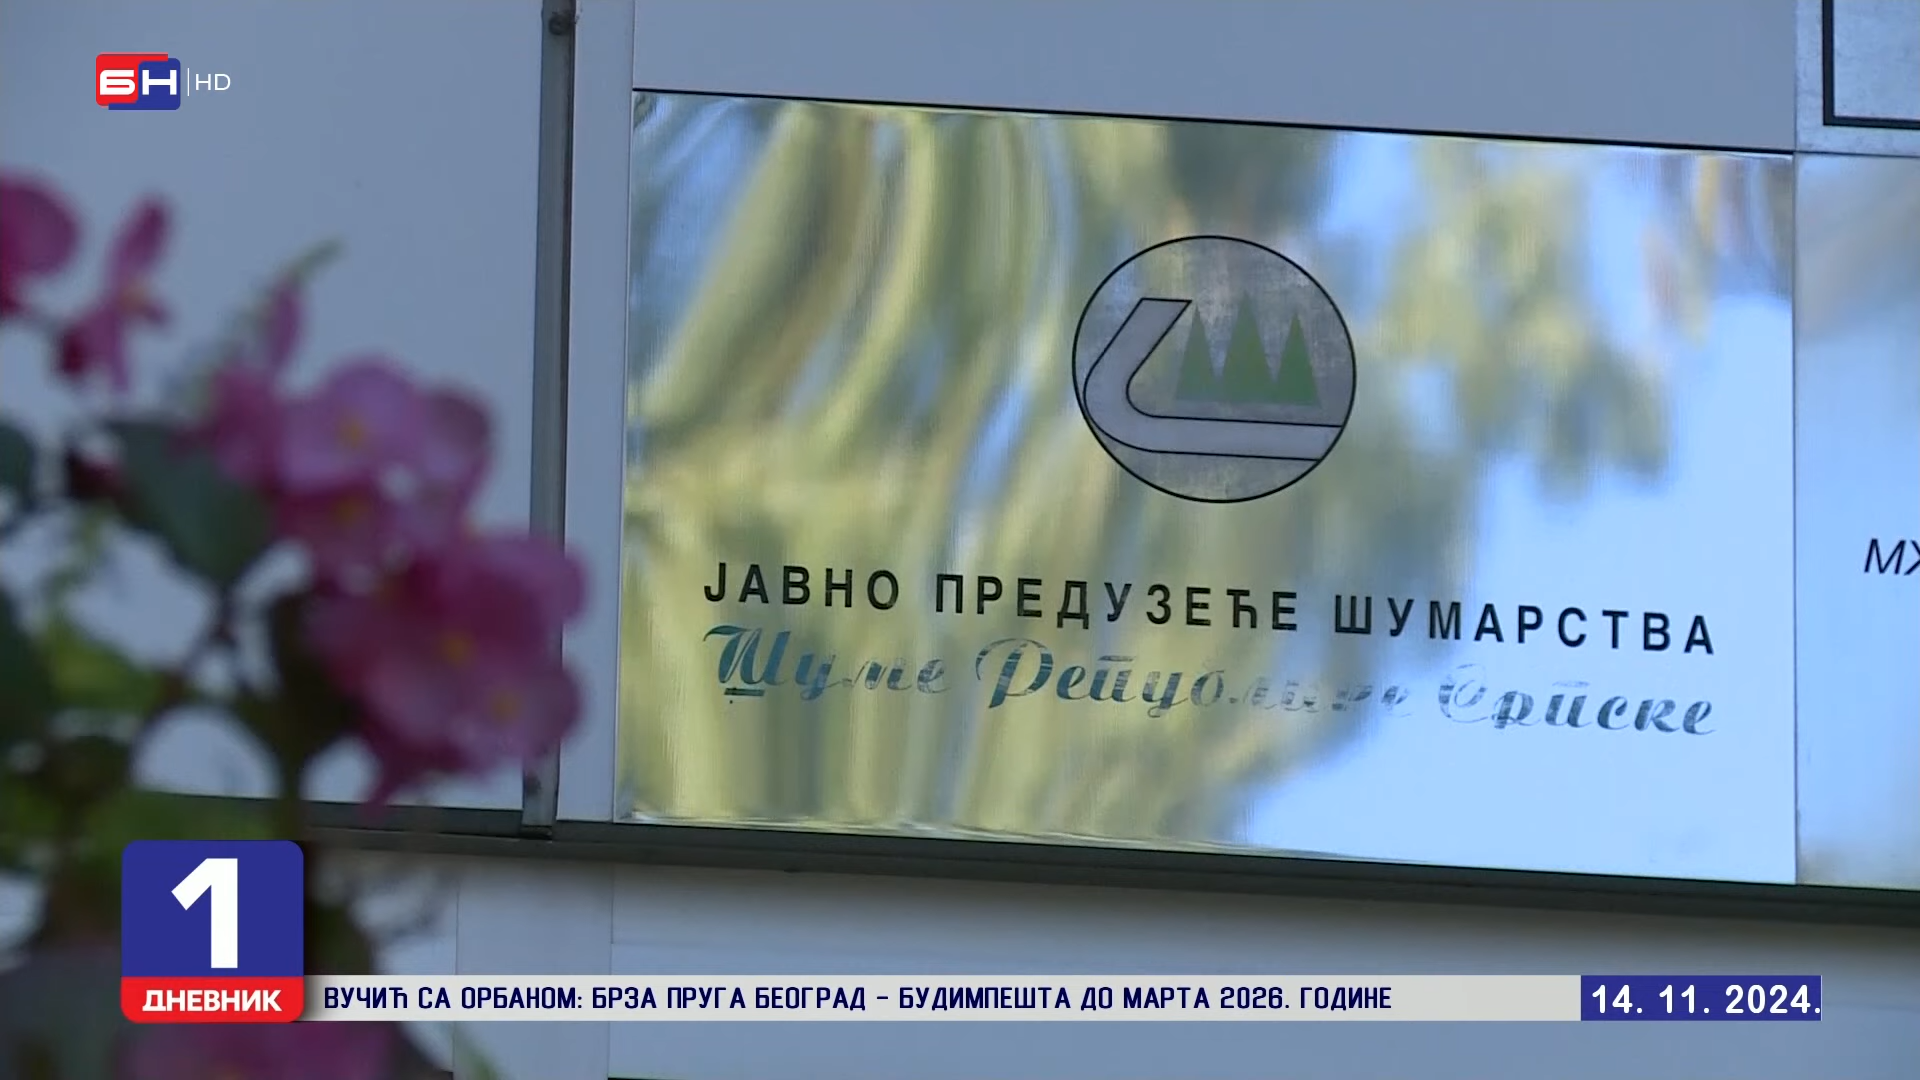 БН HD
ЈАВНО ПРЕДУЗЕЋЕ ШУМАРСТВА
Шуме Републике Српске
1
ДНЕВНИК
ВУЧИЋ СА ОРБАНОМ: БРЗА ПРУГА БЕОГРАД - БУДИМПЕШТА ДО МАРТА 2026. ГОДИНЕ
14. 11. 2024.